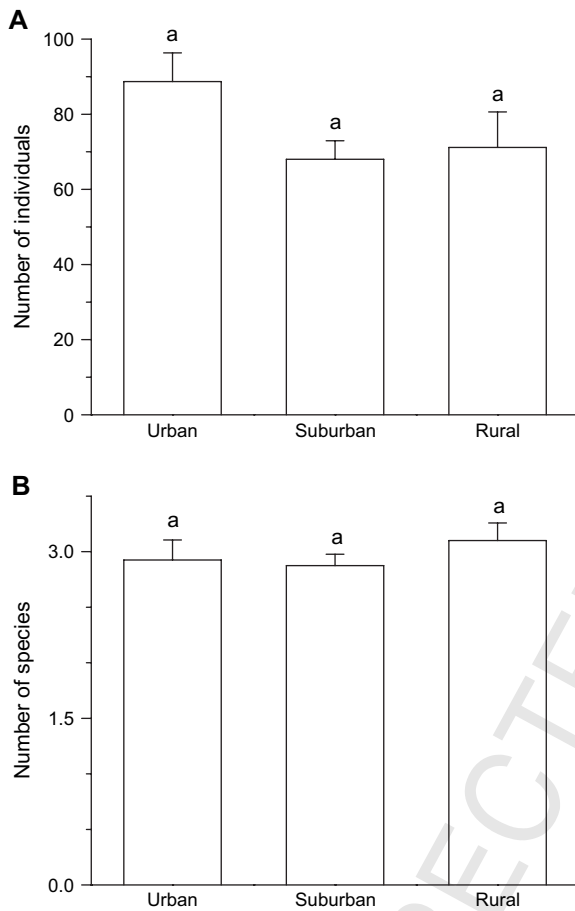 A
100
a
a
a
80
60
40
20
0
Number of individuals
Urban Suburban Rural
B
a
a
a
3.0
1.5
0.0
Number of species
Urban Suburban Rural